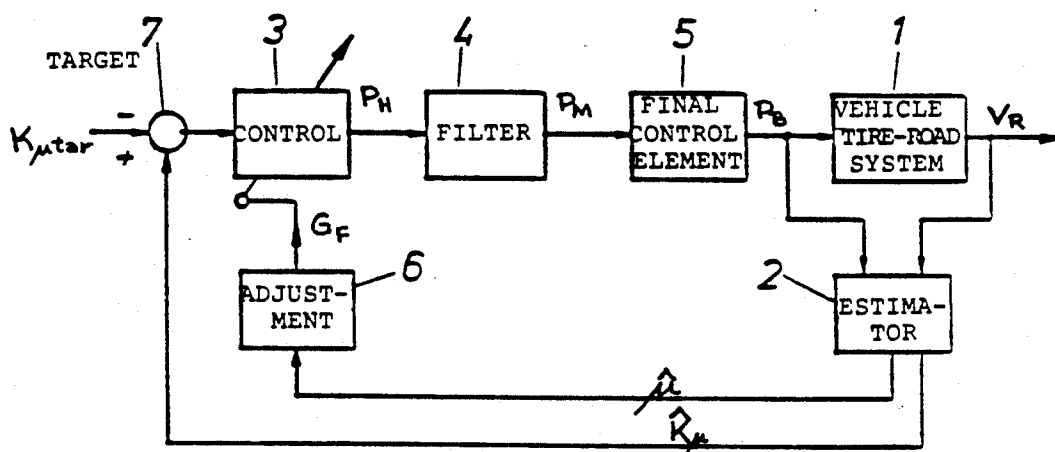 7 3 4 5 1
TARGET
P_H P_M P_B V_R
-
K_μtar
+
CONTROL
FILTER
FINAL
CONTROL
ELEMENT
VEHICLE
TIRE-ROAD
SYSTEM
G_F
6
ADJUST-
MENT
2
ESTIMA-
TOR
μ̂
K̂_μ